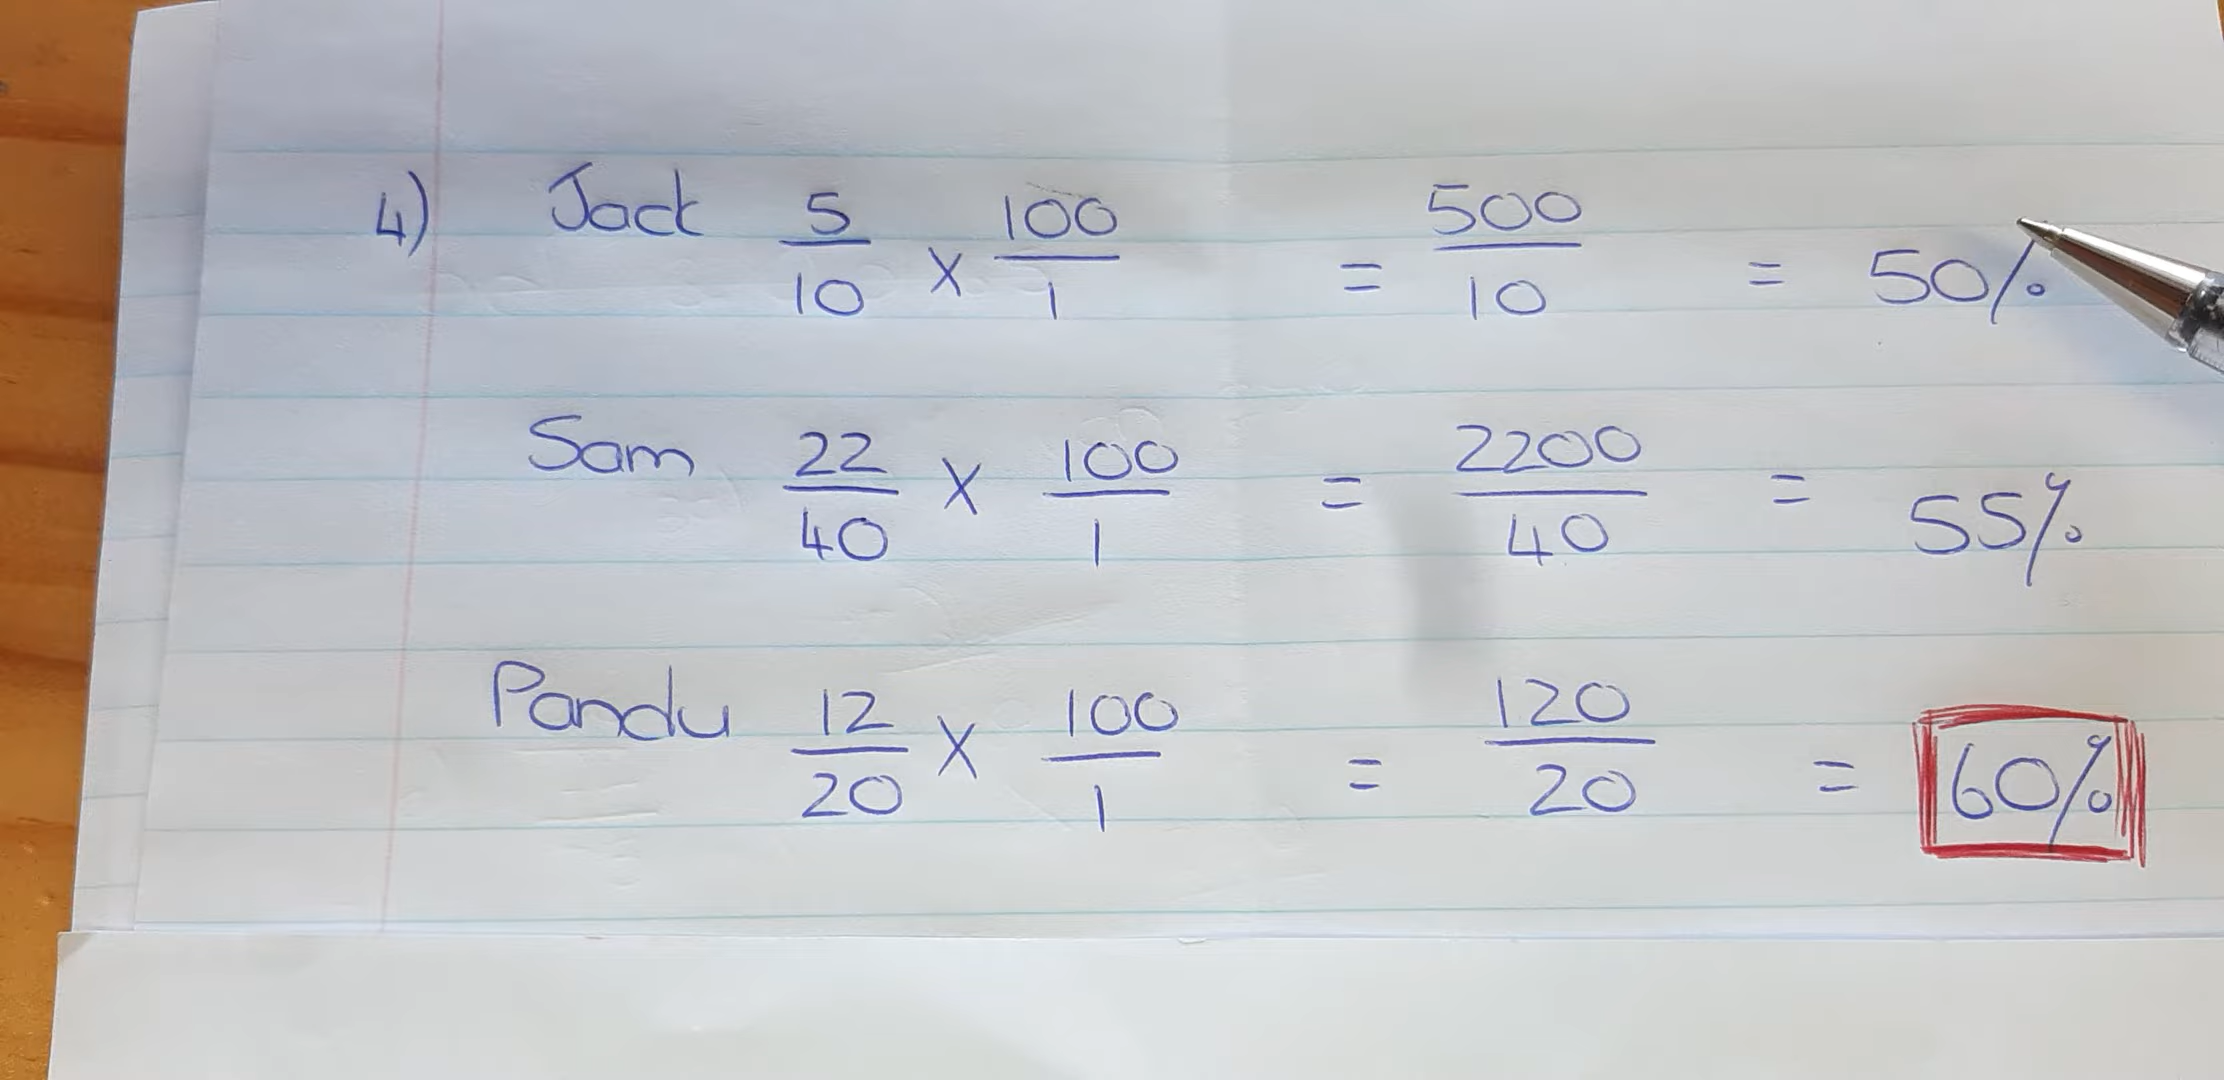 4) Jack 5/10 x 100/1 = 500/10 = 50%
Sam 22/40 x 100/1 = 2200/40 = 55%
Pandu 12/20 x 100/1 = 120/20 = 60%